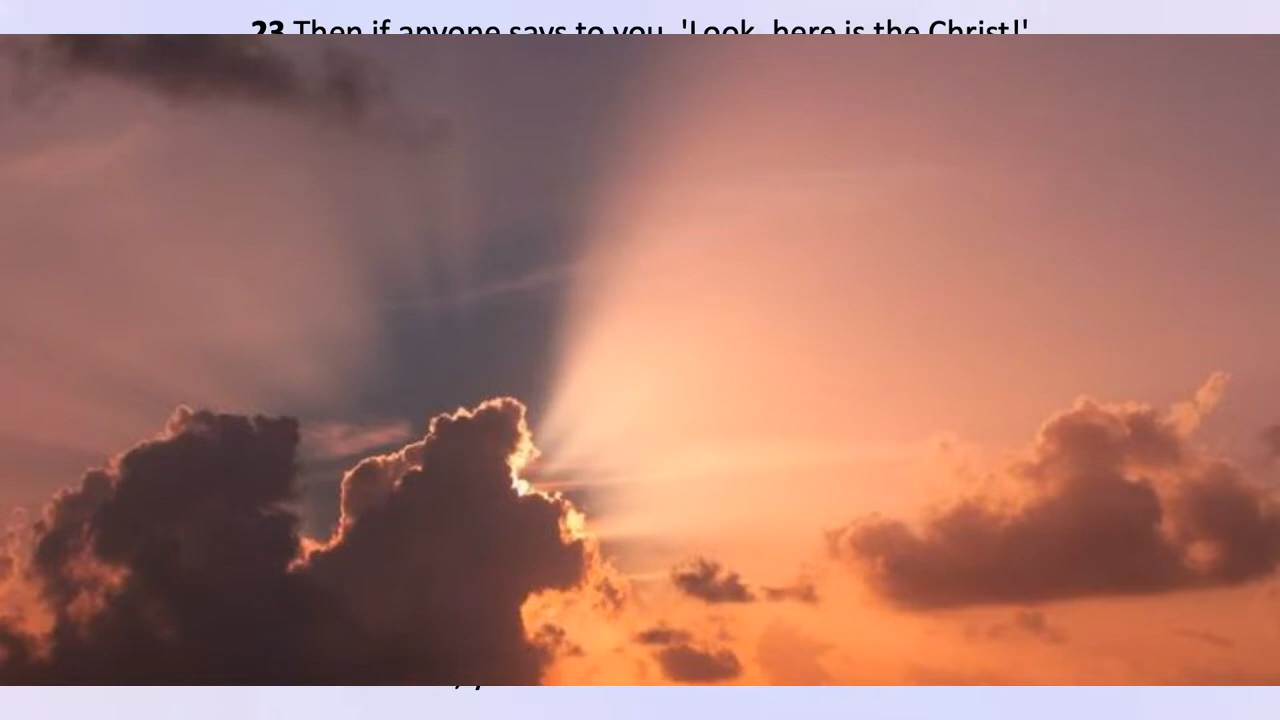 23 Then if anyone says to you, 'Look, here is the Christ!'